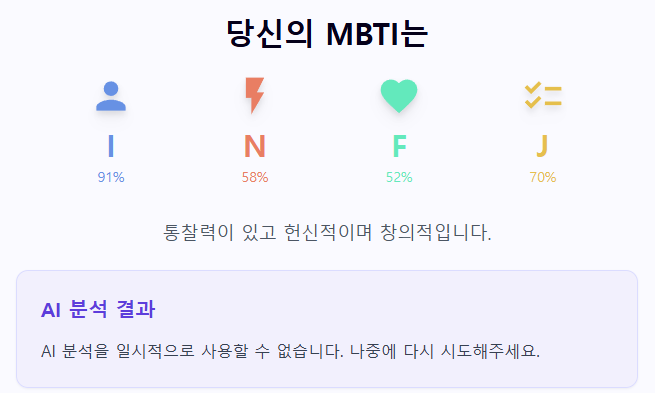 당신의 MBTI는
I N F J
91% 58% 52% 70%
통찰력이 있고 헌신적이며 창의적입니다.
AI 분석 결과
AI 분석을 일시적으로 사용할 수 없습니다. 나중에 다시 시도해주세요.